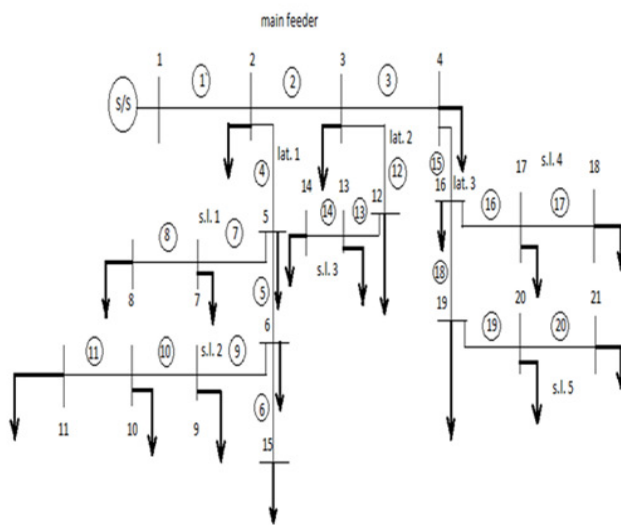 main feeder
1 2 3 4
1' 2 3
S/S
lat. 1 lat. 2 15
4 12 16 lat. 3 17 s.l. 4 18
14 13 12
s.l. 1 14 13 16 17
8 7 5
s.l. 3 18
8 7 5 19 20 21
6 19 20
11 10 s.l. 2 9
s.l. 5
6
11 10 9 15